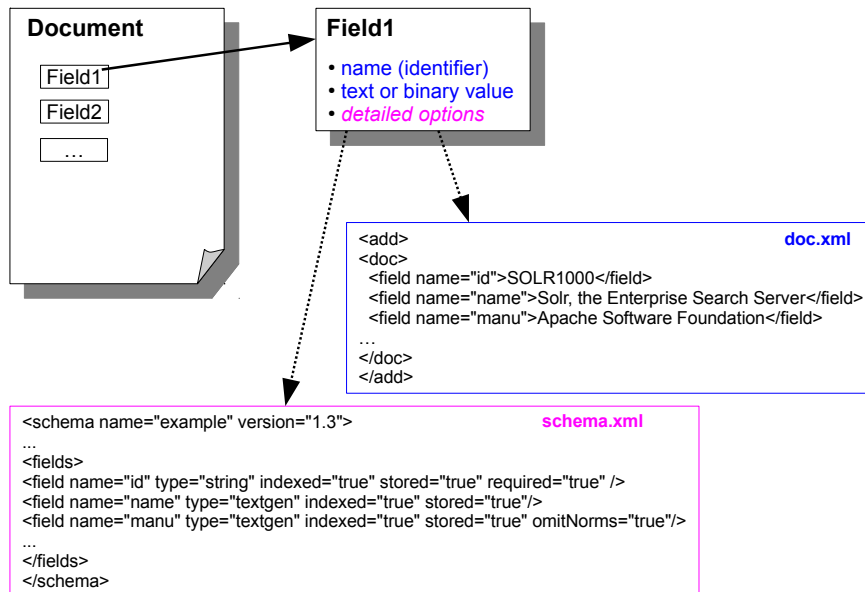 Document
Field1
Field2
…
Field1
• name (identifier)
• text or binary value
• detailed options
doc.xml
<add>
<doc>
<field name="id">SOLR1000</field>
<field name="name">Solr, the Enterprise Search Server</field>
<field name="manu">Apache Software Foundation</field>
…
</doc>
</add>
<schema name="example" version="1.3">
schema.xml
...
<fields>
<field name="id" type="string" indexed="true" stored="true" required="true" />
<field name="name" type="textgen" indexed="true" stored="true"/>
<field name="manu" type="textgen" indexed="true" stored="true" omitNorms="true"/>
...
</fields>
</schema>